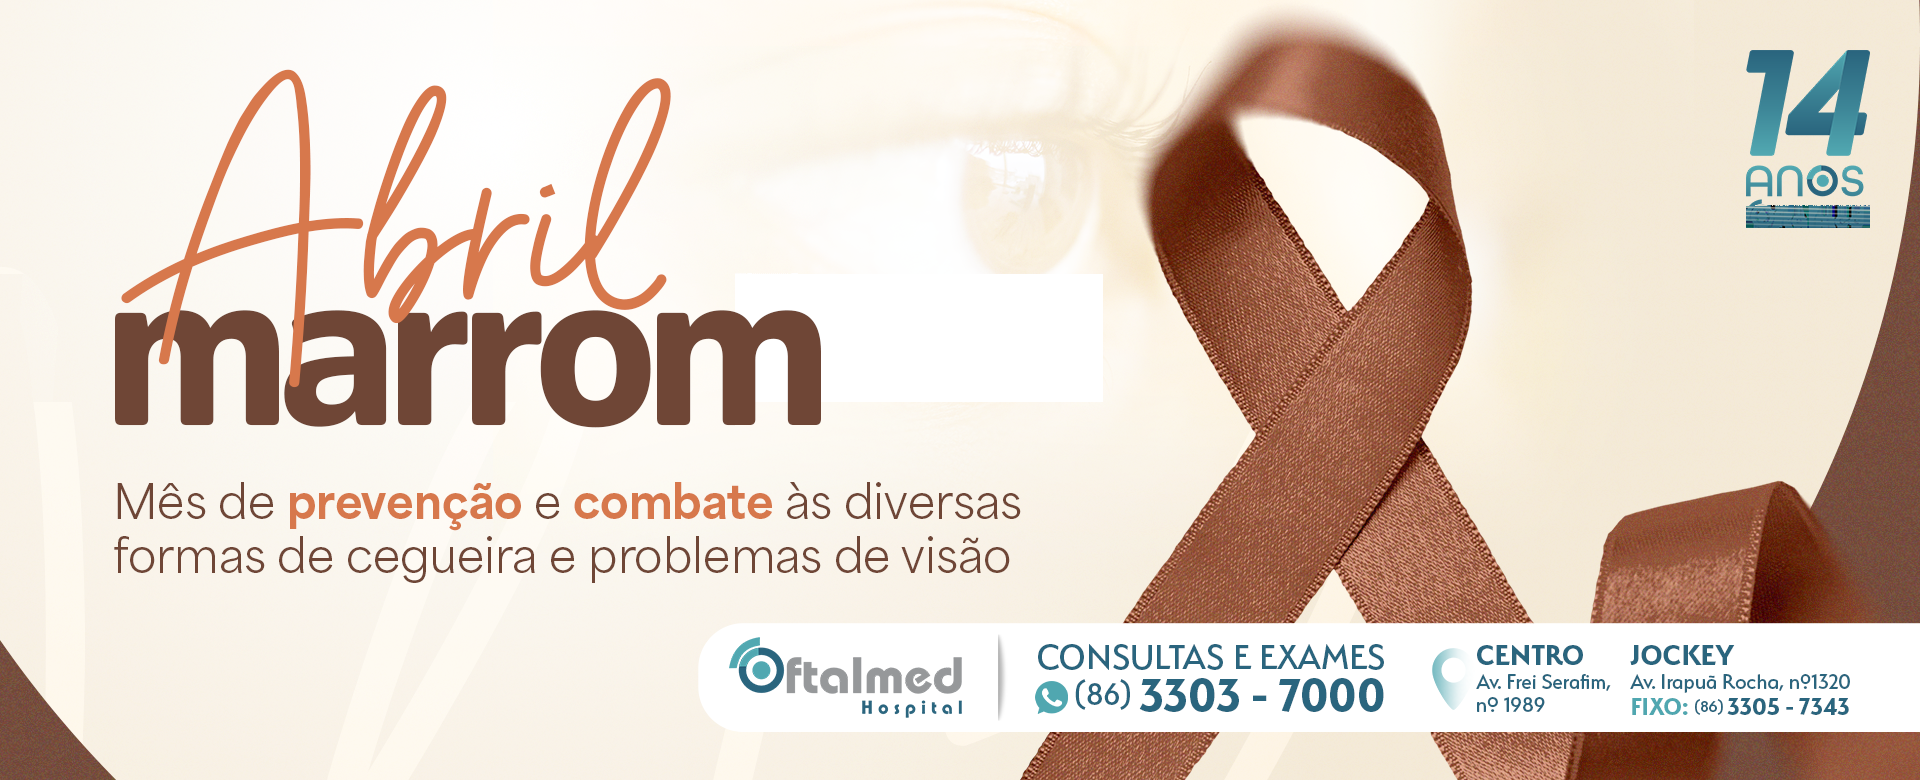 Abril
marrom
Mês de prevenção e combate às diversas
formas de cegueira e problemas de visão
14
ANOS
Oftalmed
Hospital
CONSULTAS E EXAMES
(86) 3303 - 7000
CENTRO
Av. Frei Serafim,
nº 1989
JOCKEY
Av. Irapuã Rocha, nº1320
FIXO: (86) 3305 - 7343